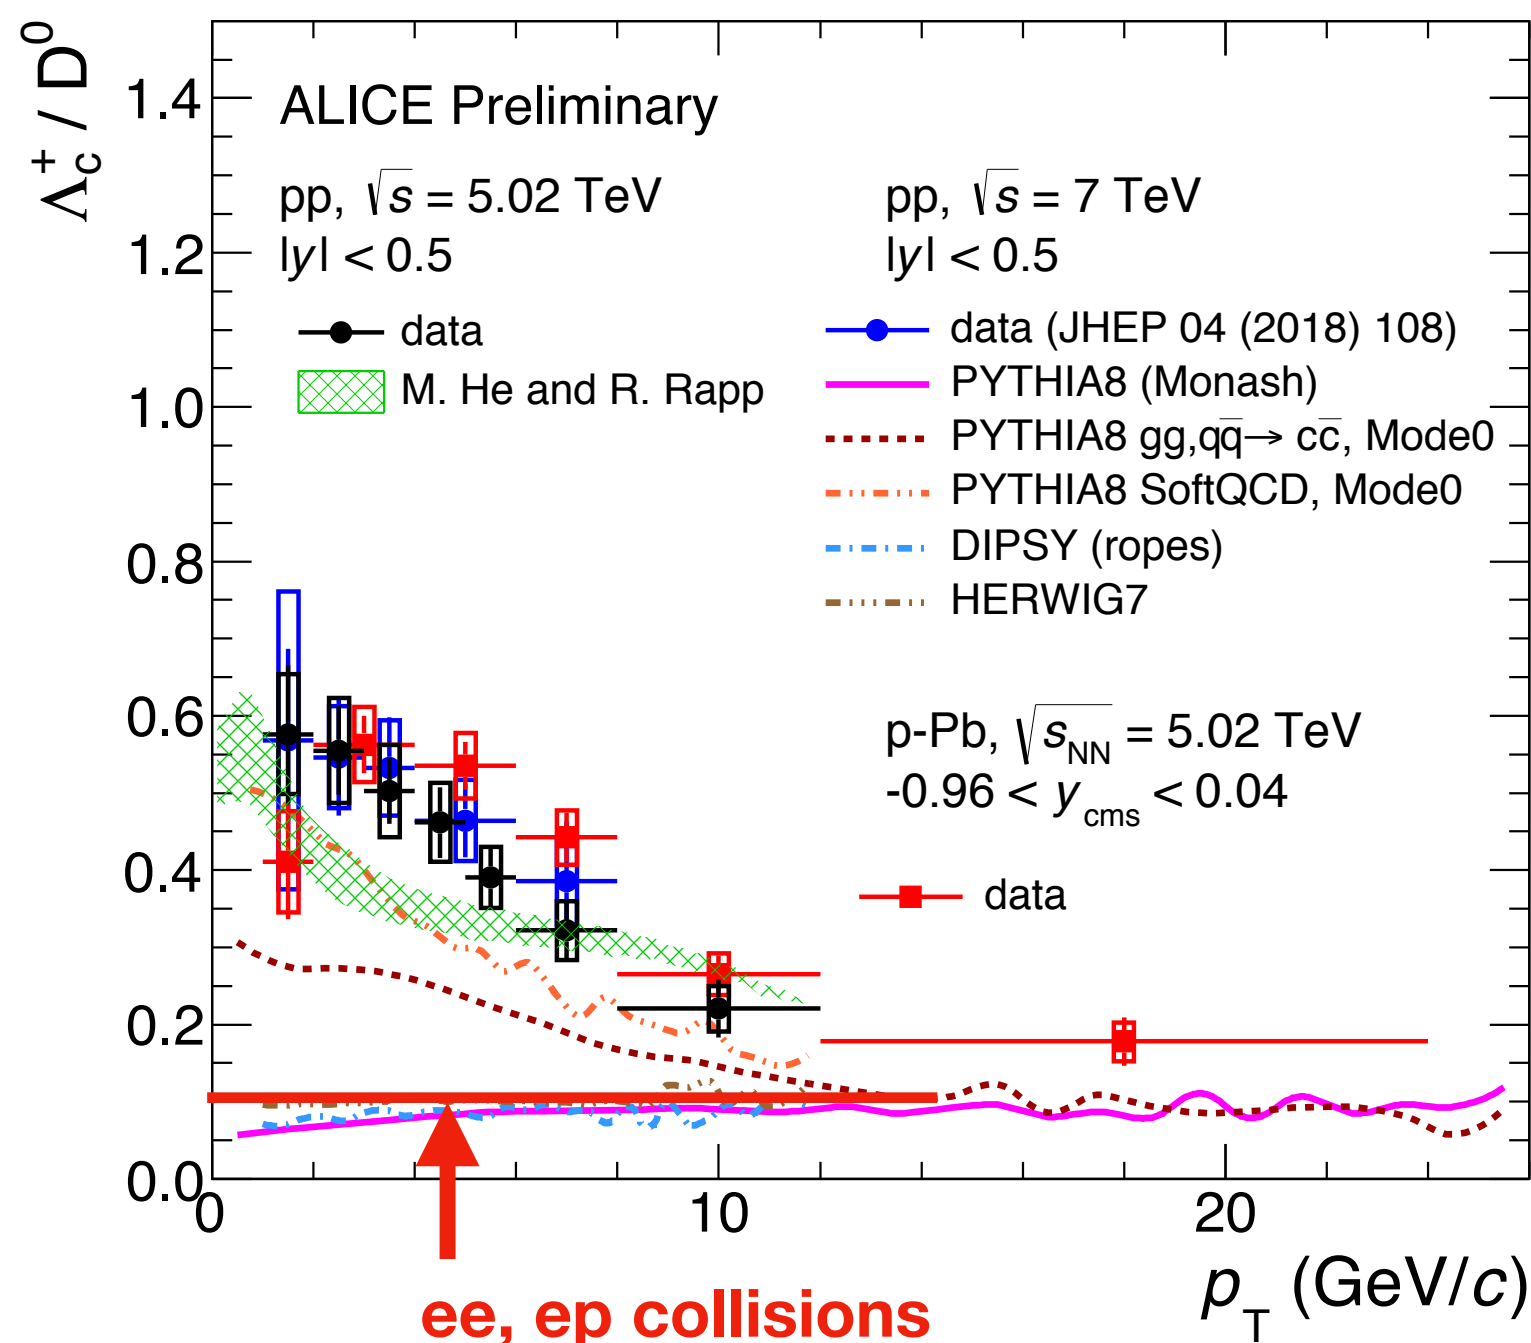 Λc+ / D0
ALICE Preliminary
pp, √s = 5.02 TeV
|y| < 0.5
data
M. He and R. Rapp
pp, √s = 7 TeV
|y| < 0.5
data (JHEP 04 (2018) 108)
PYTHIA8 (Monash)
PYTHIA8 gg,qq̅→ cc̅, Mode0
PYTHIA8 SoftQCD, Mode0
DIPSY (ropes)
HERWIG7
p-Pb, √sNN = 5.02 TeV
-0.96 < ycms < 0.04
data
1.4
1.2
1.0
0.8
0.6
0.4
0.2
0.0
0 10 20
pT (GeV/c)
ee, ep collisions